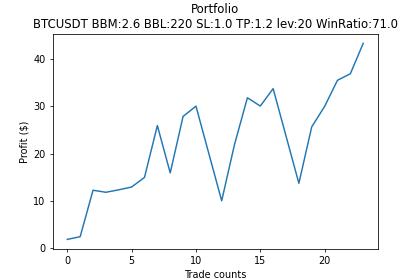 Portfolio
BTCUSDT BBM:2.6 BBL:220 SL:1.0 TP:1.2 lev:20 WinRatio:71.0
40
30
20
10
0
Profit ($)
0 5 10 15 20
Trade counts